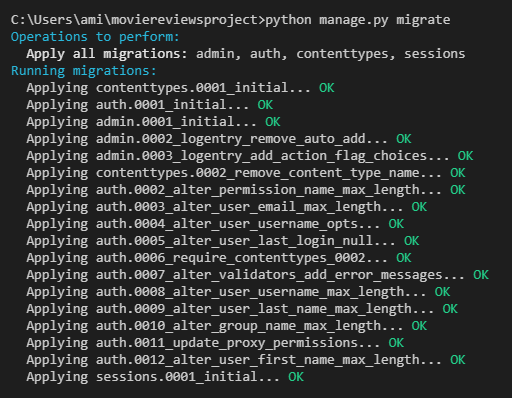 C:\Users\ami\moviereviewsproject>python manage.py migrate
Operations to perform:
  Apply all migrations: admin, auth, contenttypes, sessions
Running migrations:
  Applying contenttypes.0001_initial... OK
  Applying auth.0001_initial... OK
  Applying admin.0001_initial... OK
  Applying admin.0002_logentry_remove_auto_add... OK
  Applying admin.0003_logentry_add_action_flag_choices... OK
  Applying contenttypes.0002_remove_content_type_name... OK
  Applying auth.0002_alter_permission_name_max_length... OK
  Applying auth.0003_alter_user_email_max_length... OK
  Applying auth.0004_alter_user_username_opts... OK
  Applying auth.0005_alter_user_last_login_null... OK
  Applying auth.0006_require_contenttypes_0002... OK
  Applying auth.0007_alter_validators_add_error_messages... OK
  Applying auth.0008_alter_user_username_max_length... OK
  Applying auth.0009_alter_user_last_name_max_length... OK
  Applying auth.0010_alter_group_name_max_length... OK
  Applying auth.0011_update_proxy_permissions... OK
  Applying auth.0012_alter_user_first_name_max_length... OK
  Applying sessions.0001_initial... OK